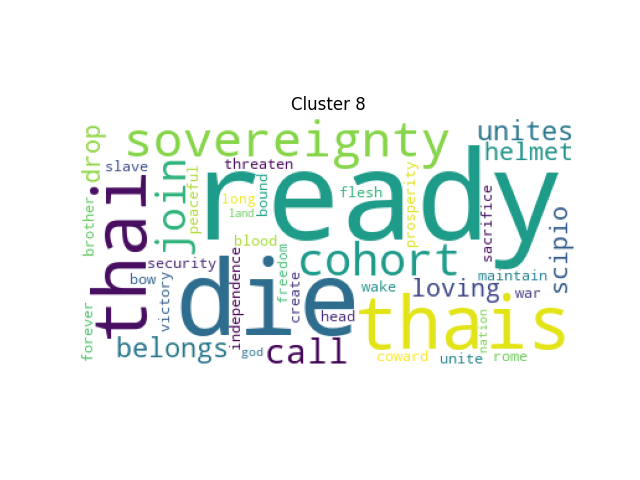 Cluster 8
drop
sovereignty
unites
helmet
slave
threaten
thai
join
peaceful
ready
long
land
bound
flesh
prosperity
sacrifice
brother
blood
cohort
scipio
security
bow
victory
die
independence
freedom
create
wake
loving
maintain
war
forever
head
thais
nation
belongs
god
call
coward
unite
rome